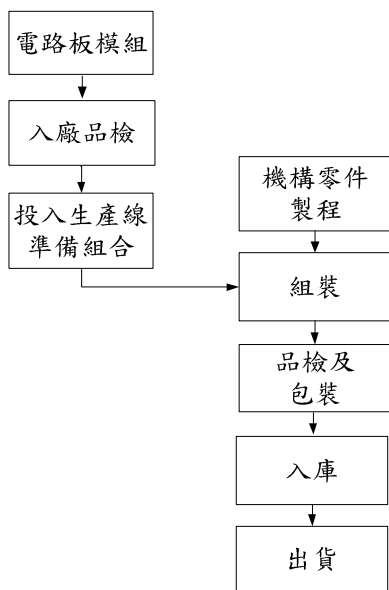 電路板模組
入廠品檢
投入生產線
準備組合
機構零件
製程
組裝
品檢及
包裝
入庫
出貨